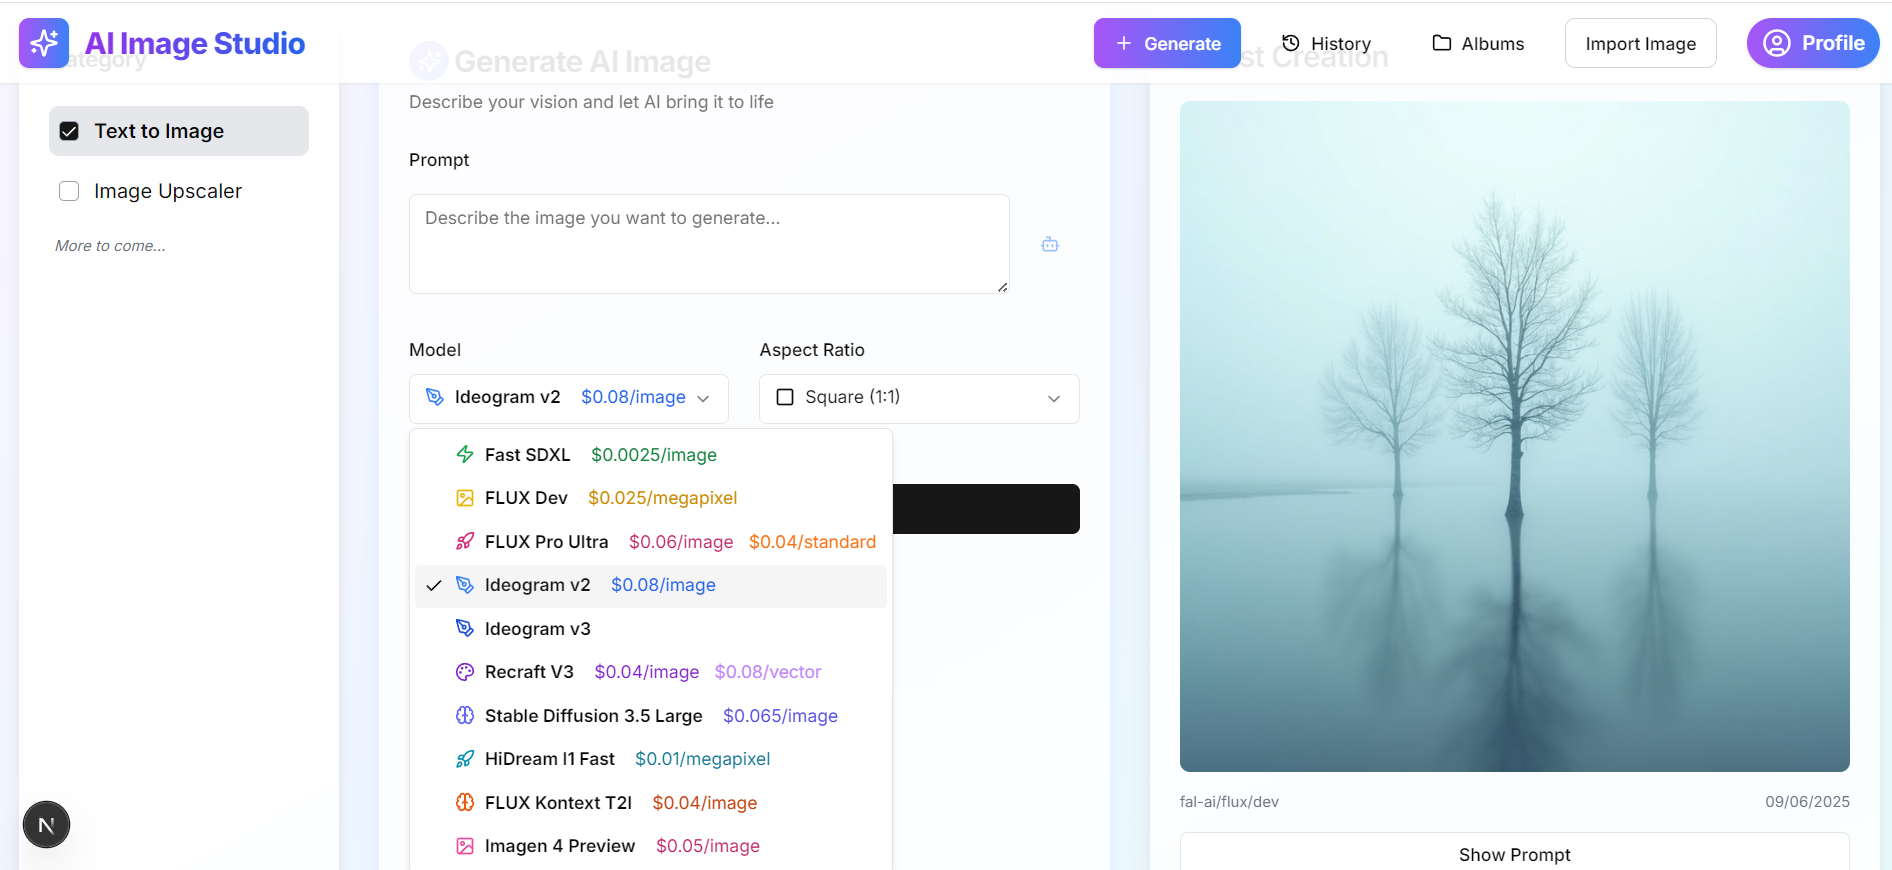 AI Image Studio
Generate
History
Albums
Import Image
Profile
ategory
Text to Image
Image Upscaler
More to come...
Generate AI Image
Describe your vision and let AI bring it to life
Prompt
Describe the image you want to generate...
Model
Aspect Ratio
Ideogram v2 $0.08/image
Square (1:1)
Fast SDXL $0.0025/image
FLUX Dev $0.025/megapixel
FLUX Pro Ultra $0.06/image $0.04/standard
Ideogram v2 $0.08/image
Ideogram v3
Recraft V3 $0.04/image $0.08/vector
Stable Diffusion 3.5 Large $0.065/image
HiDream I1 Fast $0.01/megapixel
FLUX Kontext T2I $0.04/image
Imagen 4 Preview $0.05/image
st Creation
fal-ai/flux/dev
09/06/2025
Show Prompt
N